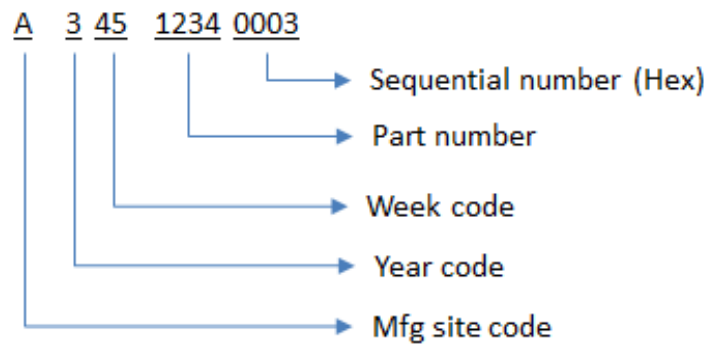 A 3 45 1234 0003
Sequential number (Hex)
Part number
Week code
Year code
Mfg site code